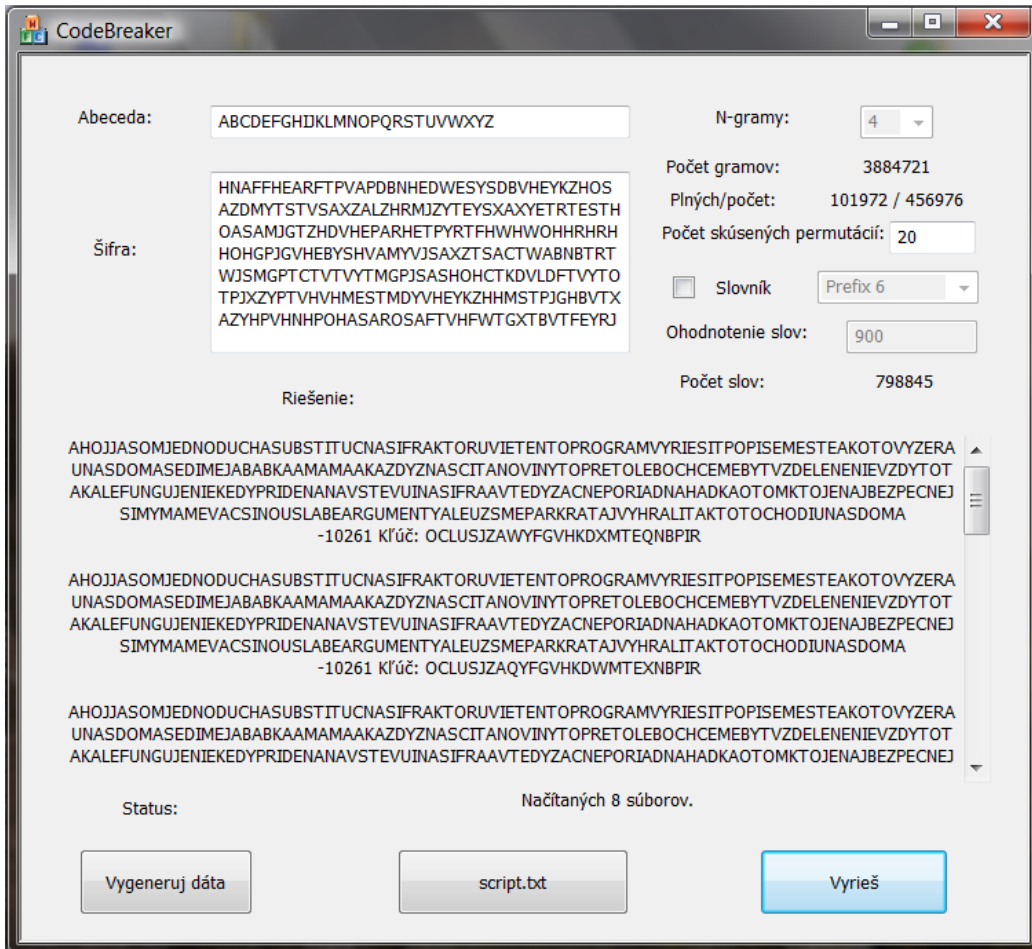 CodeBreaker
Abeceda:
ABCDEFGHIJKLMNOPQRSTUVWXYZ
N-gramy:
4
Počet gramov:
3884721
Plných/počet:
101972 / 456976
Počet skúsených permutácií:
20
Šifra:
HNAFFHEARFTPVAPDBNHEDWESYSDBVHEYKZHOS
AZDMYTSTVSAXZALZHRMJZYTEYSXAXYETRTESTH
OASAMJGTZHDVHEPARHETPYRTFHWHWOHHRHRH
HOHGPJGVHEBYSHVAMYVJSAXZTSACTWABNBTRT
WJSMGPTCTVTVYTMGPJSASHOHCTKDVLDFTVYTO
TPJXZYPTVHVHMESTMDYVHEYKZHHMSTPJGHBVTX
AZYHPVHNHPOHASAROSAFTVHFWTGXTBVTFEYRJ
Slovník
Prefix 6
Ohodnotenie slov:
900
Počet slov:
798845
Riešenie:
AHOJJASOMJEDNODUCHASUBSTITUCNASIFRAKTORUVIETENTOPROGRAMVYRIESITPOPISEMESTEAKOTOVYZERA
UNASDOMASEDIMEJABABKAAMAMAAKAZDYZNASCITANOVINYTOPRETOLEBOCHCEMEBYTVZDELENENIEVZDYTOT
AKALEFUNGUJENIEKEDYPRIDENANAVSTEVUINASIFRAAVTEDYZACNEPORIADNAHADKAOTOMKTOJENAJBEZPECNEJ
SIMYMAMEVACSINOUSLABEARGUMENTYALEUZSMEPARKRATAJVYHRALITAKTOTOCHODIUNASDOMA
-10261 Kľúč: OCLUSJZAWYFGVHKDXMTEQNBPIR
AHOJJASOMJEDNODUCHASUBSTITUCNASIFRAKTORUVIETENTOPROGRAMVYRIESITPOPISEMESTEAKOTOVYZERA
UNASDOMASEDIMEJABABKAAMAMAAKAZDYZNASCITANOVINYTOPRETOLEBOCHCEMEBYTVZDELENENIEVZDYTOT
AKALEFUNGUJENIEKEDYPRIDENANAVSTEVUINASIFRAAVTEDYZACNEPORIADNAHADKAOTOMKTOJENAJBEZPECNEJ
SIMYMAMEVACSINOUSLABEARGUMENTYALEUZSMEPARKRATAJVYHRALITAKTOTOCHODIUNASDOMA
-10261 Kľúč: OCLUSJZAQYFGVHKDWMTEXNBPIR
AHOJJASOMJEDNODUCHASUBSTITUCNASIFRAKTORUVIETENTOPROGRAMVYRIESITPOPISEMESTEAKOTOVYZERA
UNASDOMASEDIMEJABABKAAMAMAAKAZDYZNASCITANOVINYTOPRETOLEBOCHCEMEBYTVZDELENENIEVZDYTOT
AKALEFUNGUJENIEKEDYPRIDENANAVSTEVUINASIFRAAVTEDYZACNEPORIADNAHADKAOTOMKTOJENAJBEZPECNEJ
Status:
Načítaných 8 súborov.
Vygeneruj dáta
script.txt
Vyrieš